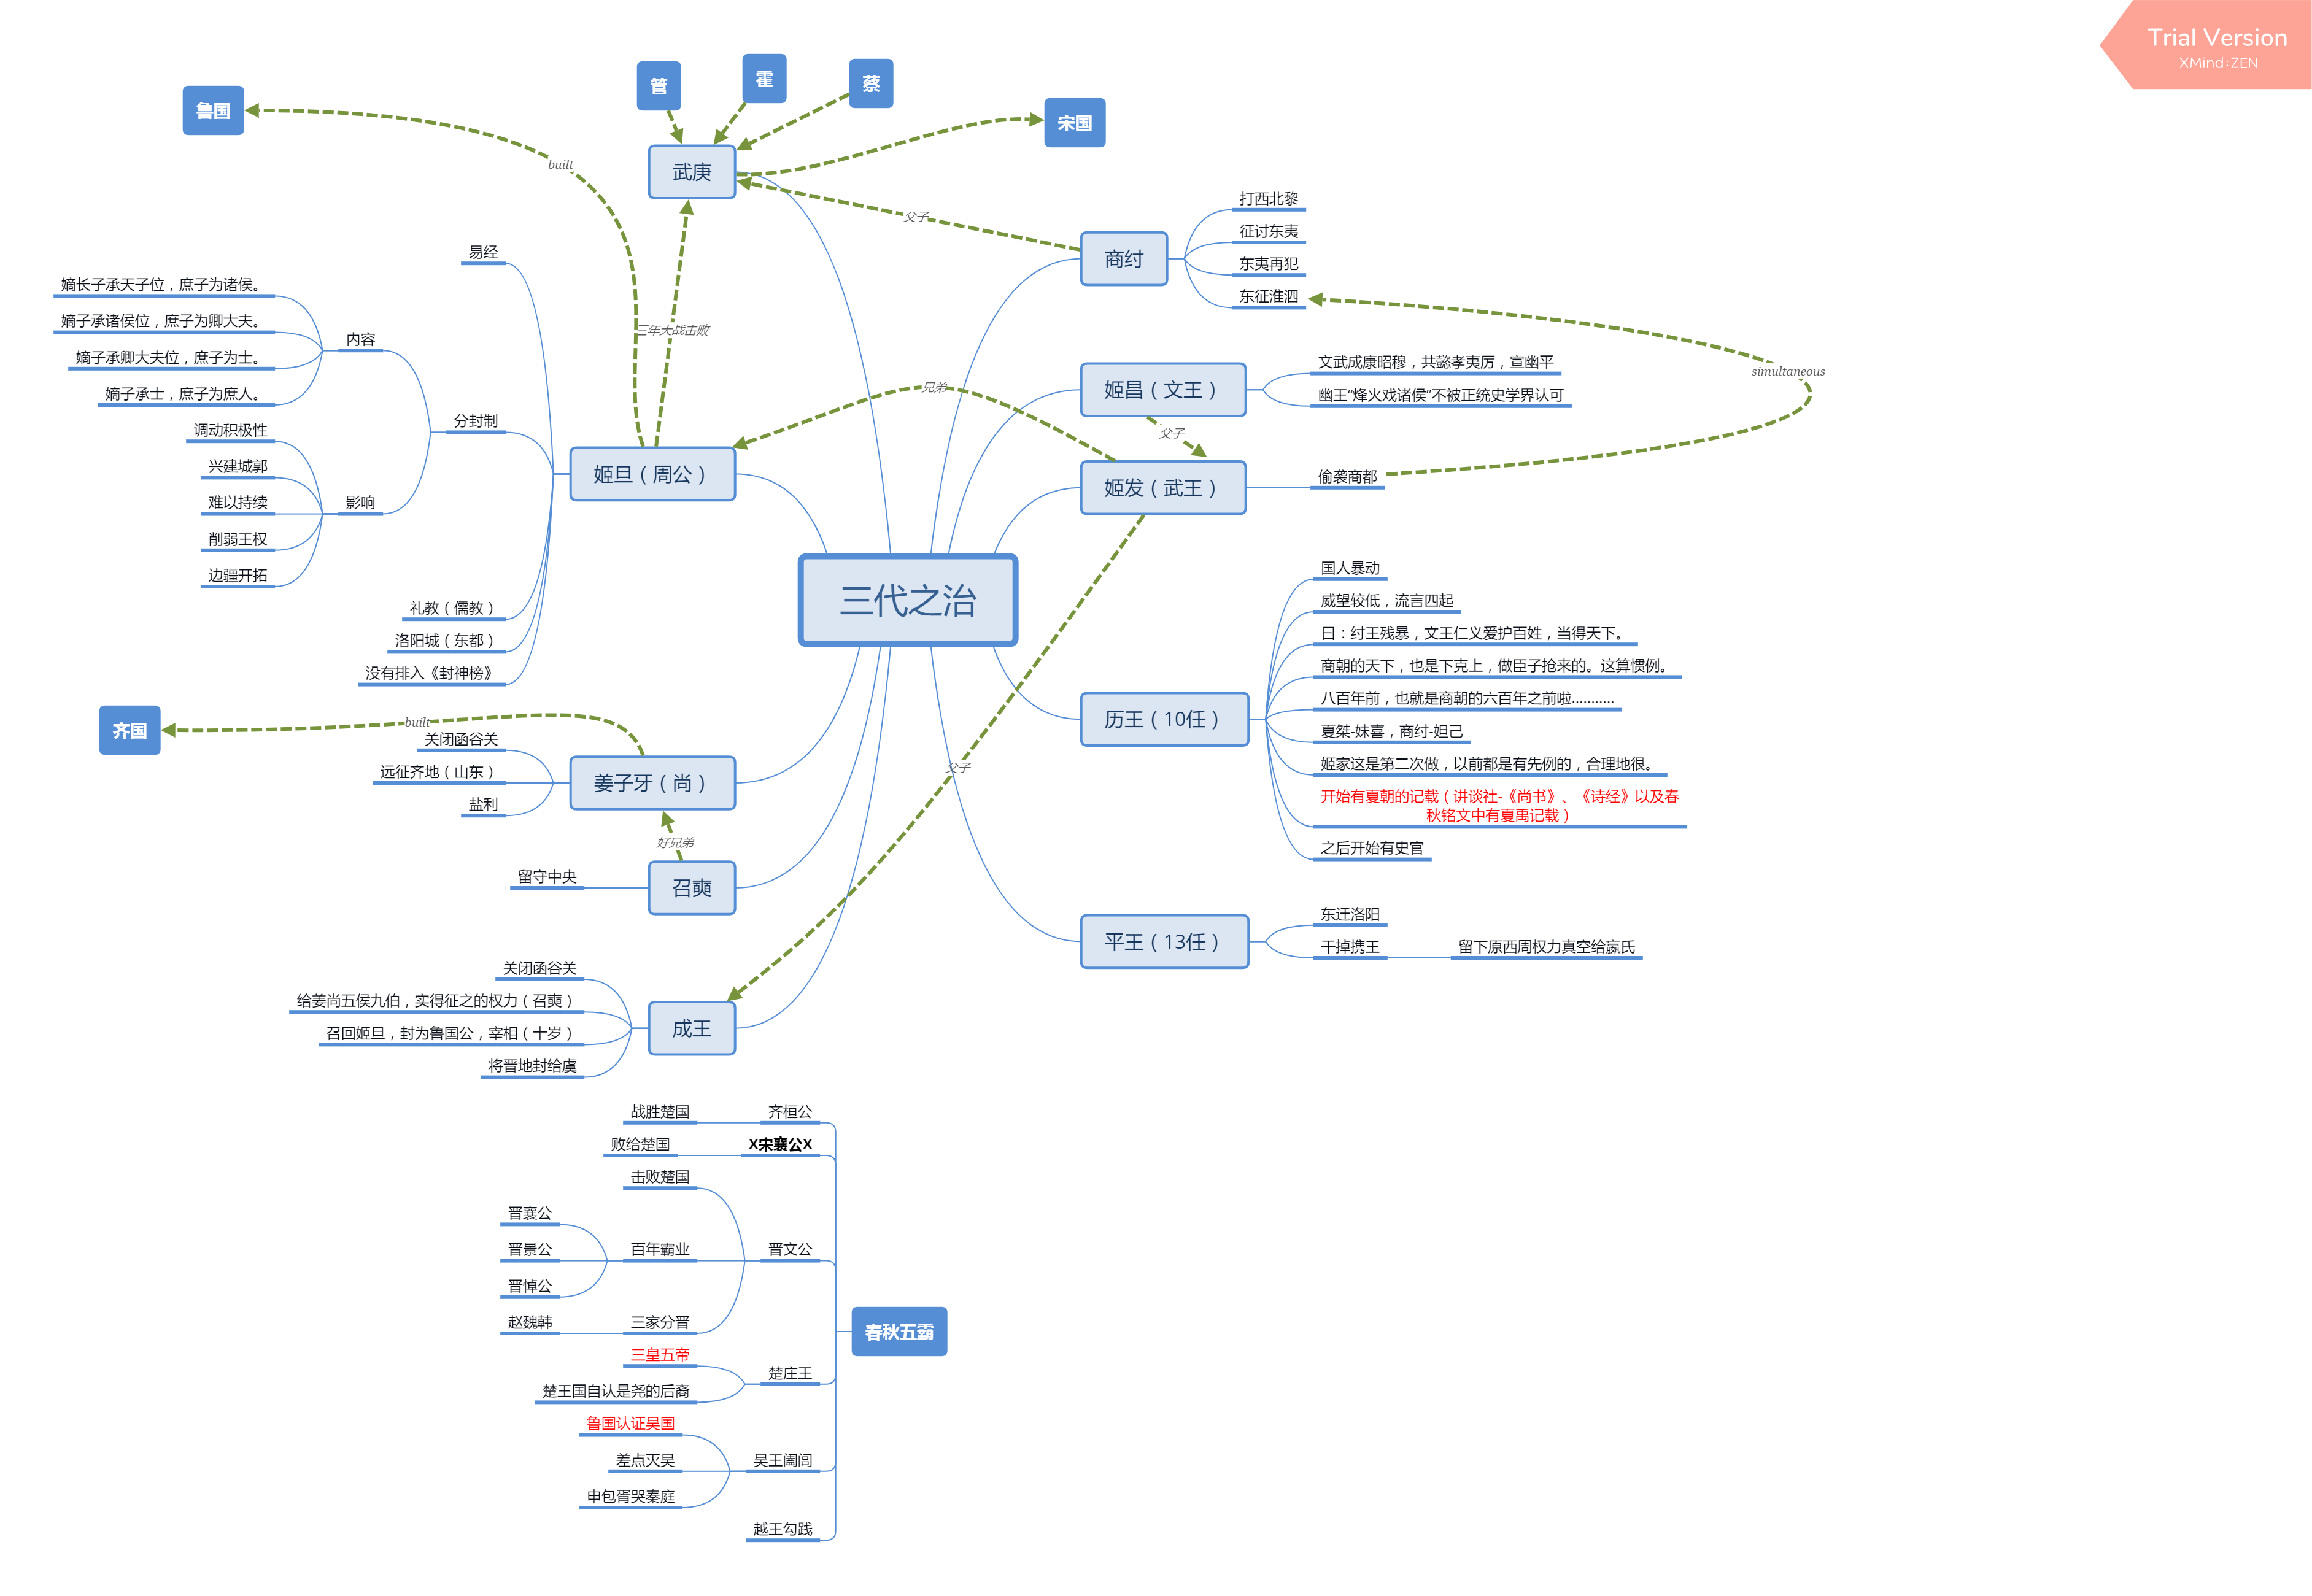 Trial Version
XMind:ZEN
管
霍
蔡
鲁国
宋国
built
武庚
父子
商纣
打西北黎
征讨东夷
东夷再犯
东征淮泗
simultaneous
三年大战击败
兄弟
姬昌（文王）
文武成康昭穆，共懿孝夷厉，宣幽平
幽王“烽火戏诸侯”不被正统史学界认可
父子
姬发（武王）
偷袭商都
姬旦（周公）
易经
分封制
内容
嫡长子承天子位，庶子为诸侯。
嫡子承诸侯位，庶子为卿大夫。
嫡子承卿大夫位，庶子为士。
嫡子承士，庶子为庶人。
影响
调动积极性
兴建城郭
难以持续
削弱王权
边疆开拓
礼教（儒教）
洛阳城（东都）
没有排入《封神榜》
三代之治
历王（10任）
国人暴动
威望较低，流言四起
曰：纣王残暴，文王仁义爱护百姓，当得天下。
商朝的天下，也是下克上，做臣子抢来的。这算惯例。
八百年前，也就是商朝的六百年之前啦...........
夏桀-妹喜，商纣-妲己
姬家这是第二次做，以前都是有先例的，合理地很。
开始有夏朝的记载（讲谈社-《尚书》、《诗经》以及春
秋铭文中有夏禹记载）
之后开始有史官
齐国
built
姜子牙（尚）
关闭函谷关
远征齐地（山东）
盐利
父子
好兄弟
召奭
留守中央
平王（13任）
东迁洛阳
干掉携王
留下原西周权力真空给嬴氏
成王
关闭函谷关
给姜尚五侯九伯，实得征之的权力（召奭）
召回姬旦，封为鲁国公，宰相（十岁）
将晋地封给虞
春秋五霸
齐桓公
战胜楚国
X宋襄公X
败给楚国
晋文公
击败楚国
百年霸业
晋襄公
晋景公
晋悼公
三家分晋
赵魏韩
楚庄王
三皇五帝
楚王国自认是尧的后裔
吴王阖闾
鲁国认证吴国
差点灭吴
申包胥哭秦庭
越王勾践